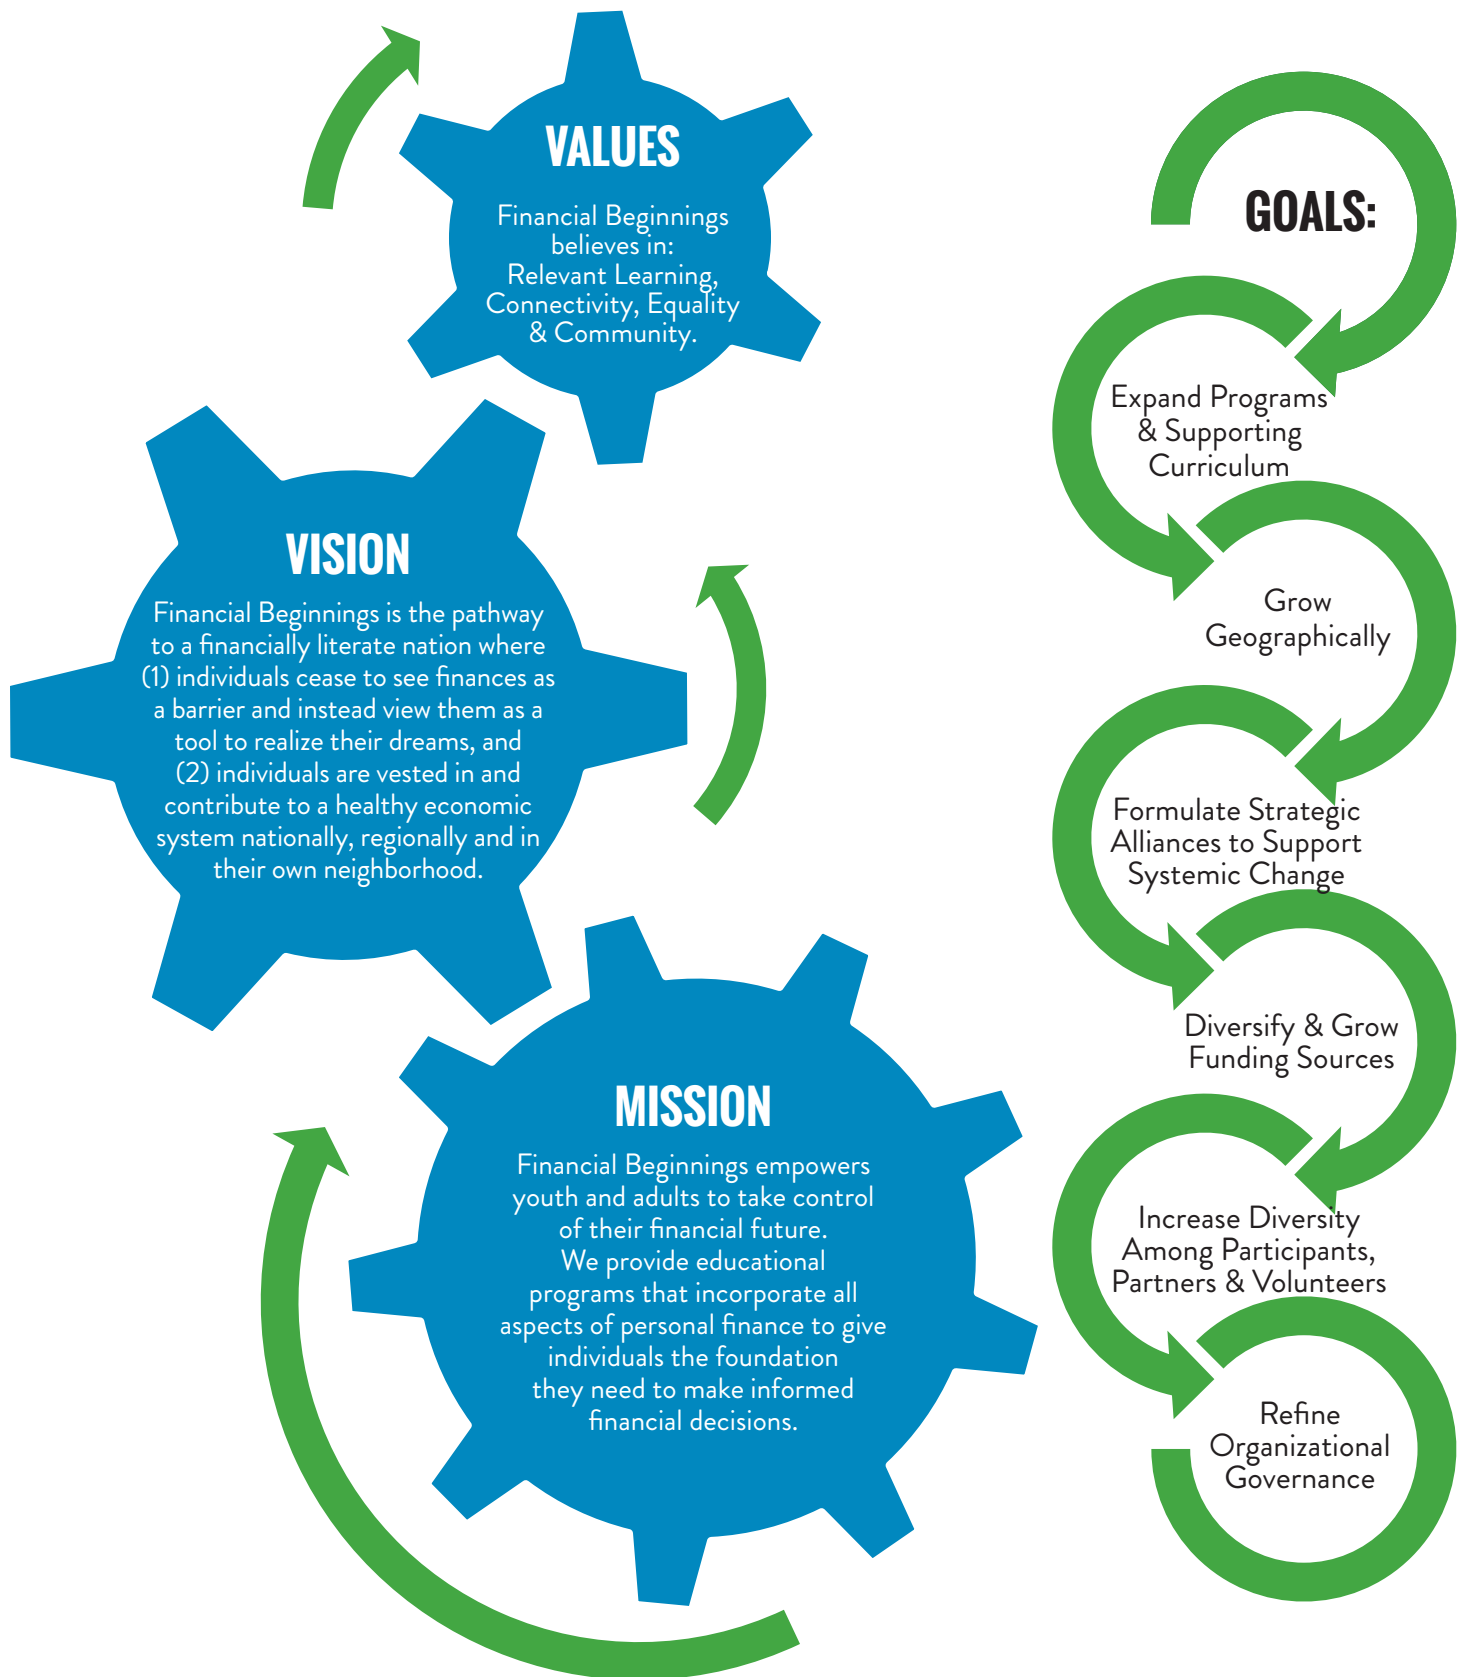 VALUES
Financial Beginnings
believes in:
Relevant Learning,
Connectivity, Equality
& Community.
VISION
Financial Beginnings is the pathway
to a financially literate nation where
(1) individuals cease to see finances as
a barrier and instead view them as a
tool to realize their dreams, and
(2) individuals are vested in and
contribute to a healthy economic
system nationally, regionally and in
their own neighborhood.
MISSION
Financial Beginnings empowers
youth and adults to take control
of their financial future.
We provide educational
programs that incorporate all
aspects of personal finance to give
individuals the foundation
they need to make informed
financial decisions.
GOALS:
Expand Programs
& Supporting
Curriculum
Grow
Geographically
Formulate Strategic
Alliances to Support
Systemic Change
Diversify & Grow
Funding Sources
Increase Diversity
Among Participants,
Partners & Volunteers
Refine
Organizational
Governance